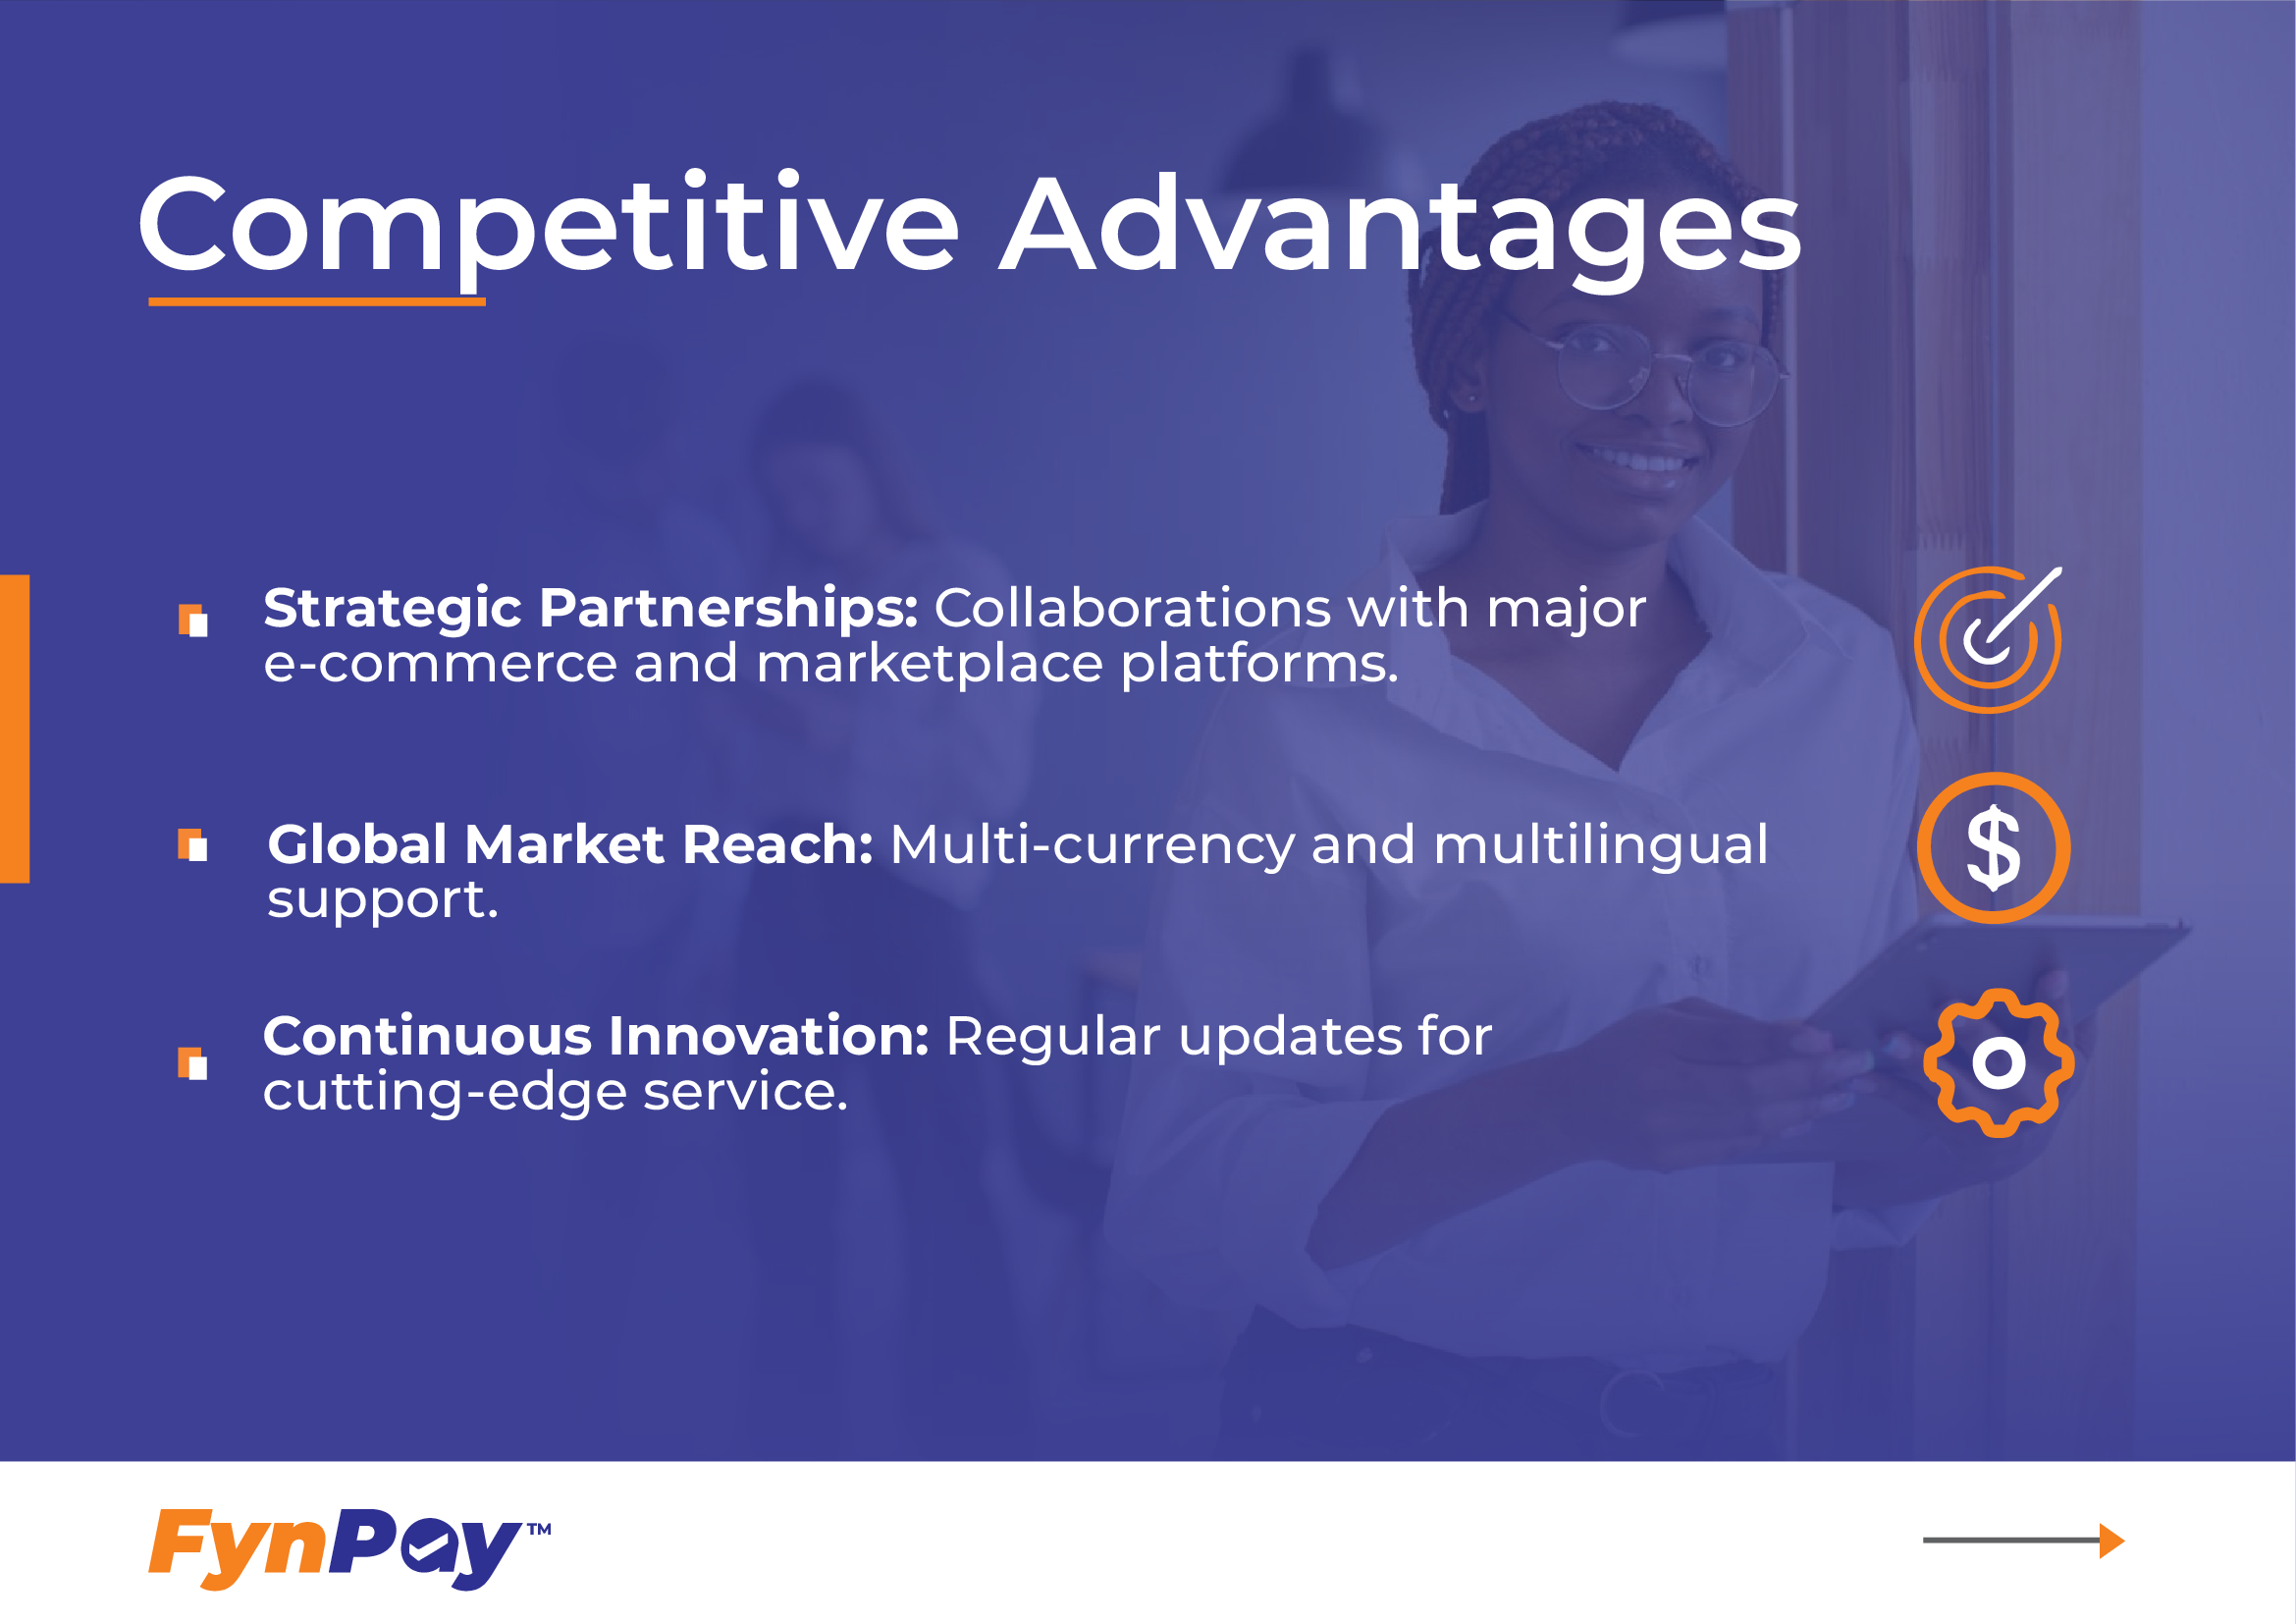 Competitive Advantages
Strategic Partnerships: Collaborations with major
e-commerce and marketplace platforms.
Global Market Reach: Multi-currency and multilingual
support.
Continuous Innovation: Regular updates for
cutting-edge service.
$
FynPay™